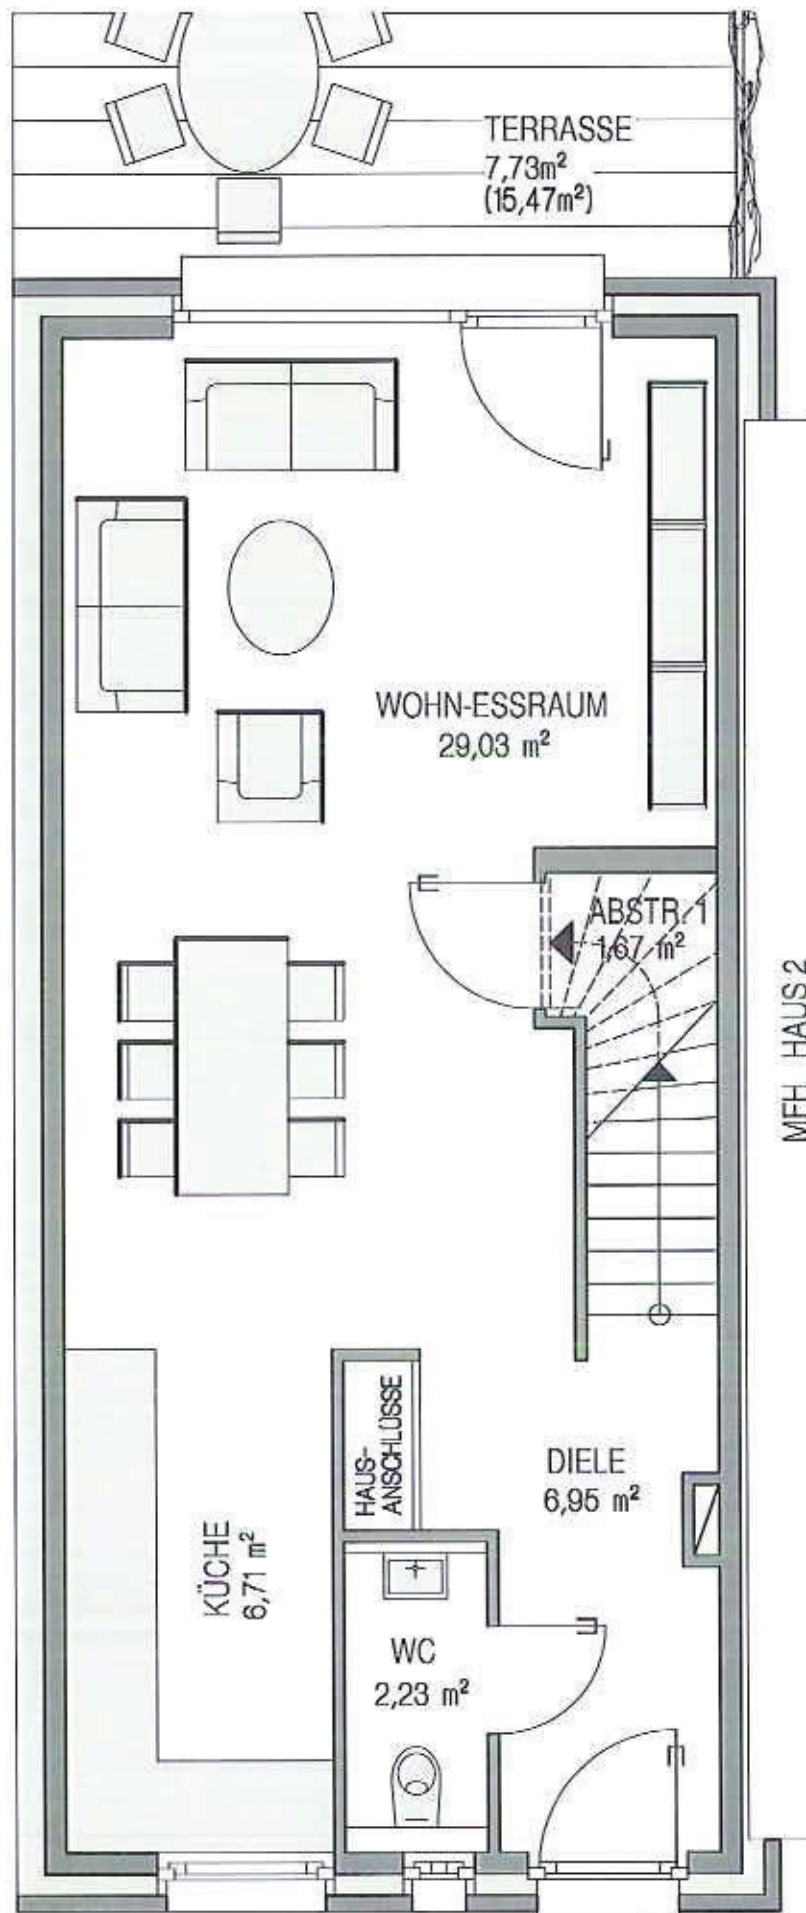 TERRASSE
7,73m²
(15,47m²)
WOHN-ESSRAUM
29,03 m²
ABSTR. 1
1,67 m²
MFH HAUS 2
HAUS-
ANSCHLÜSSE
DIELE
6,95 m²
KÜCHE
6,71 m²
WC
2,23 m²